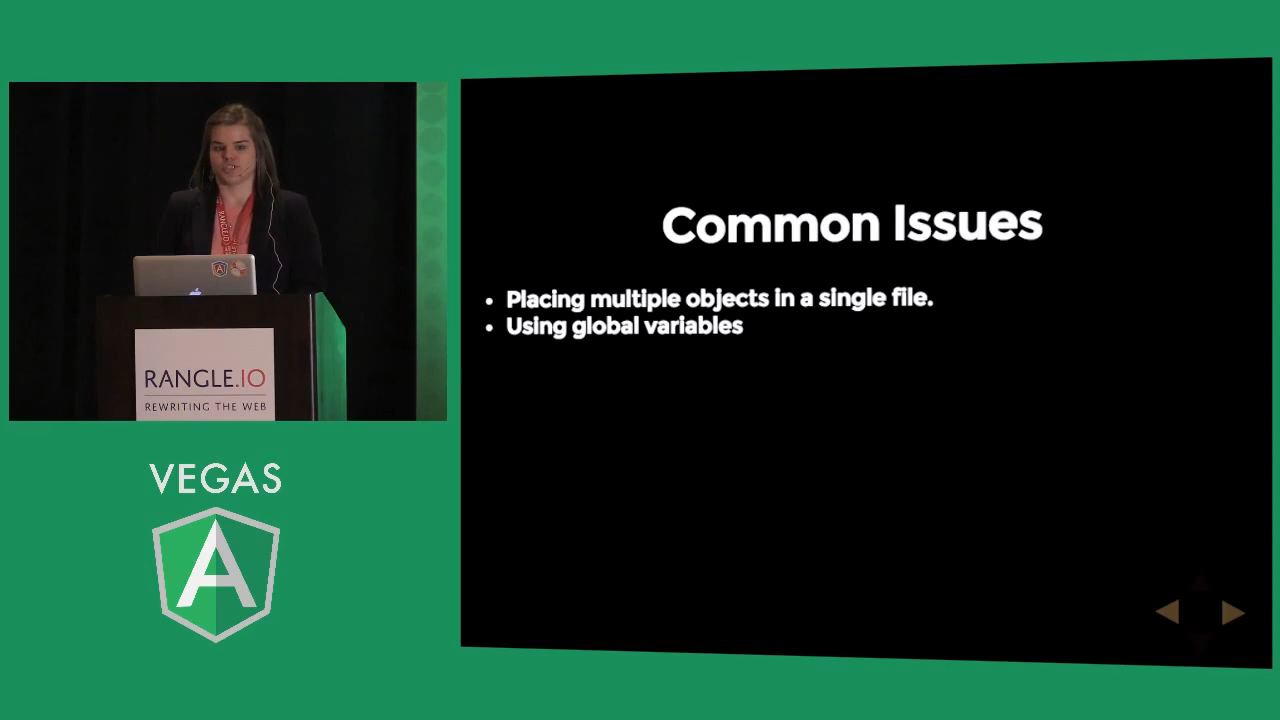 RANGLE.IO
REWRITING THE WEB
VEGAS
A
Common Issues
• Placing multiple objects in a single file.
• Using global variables